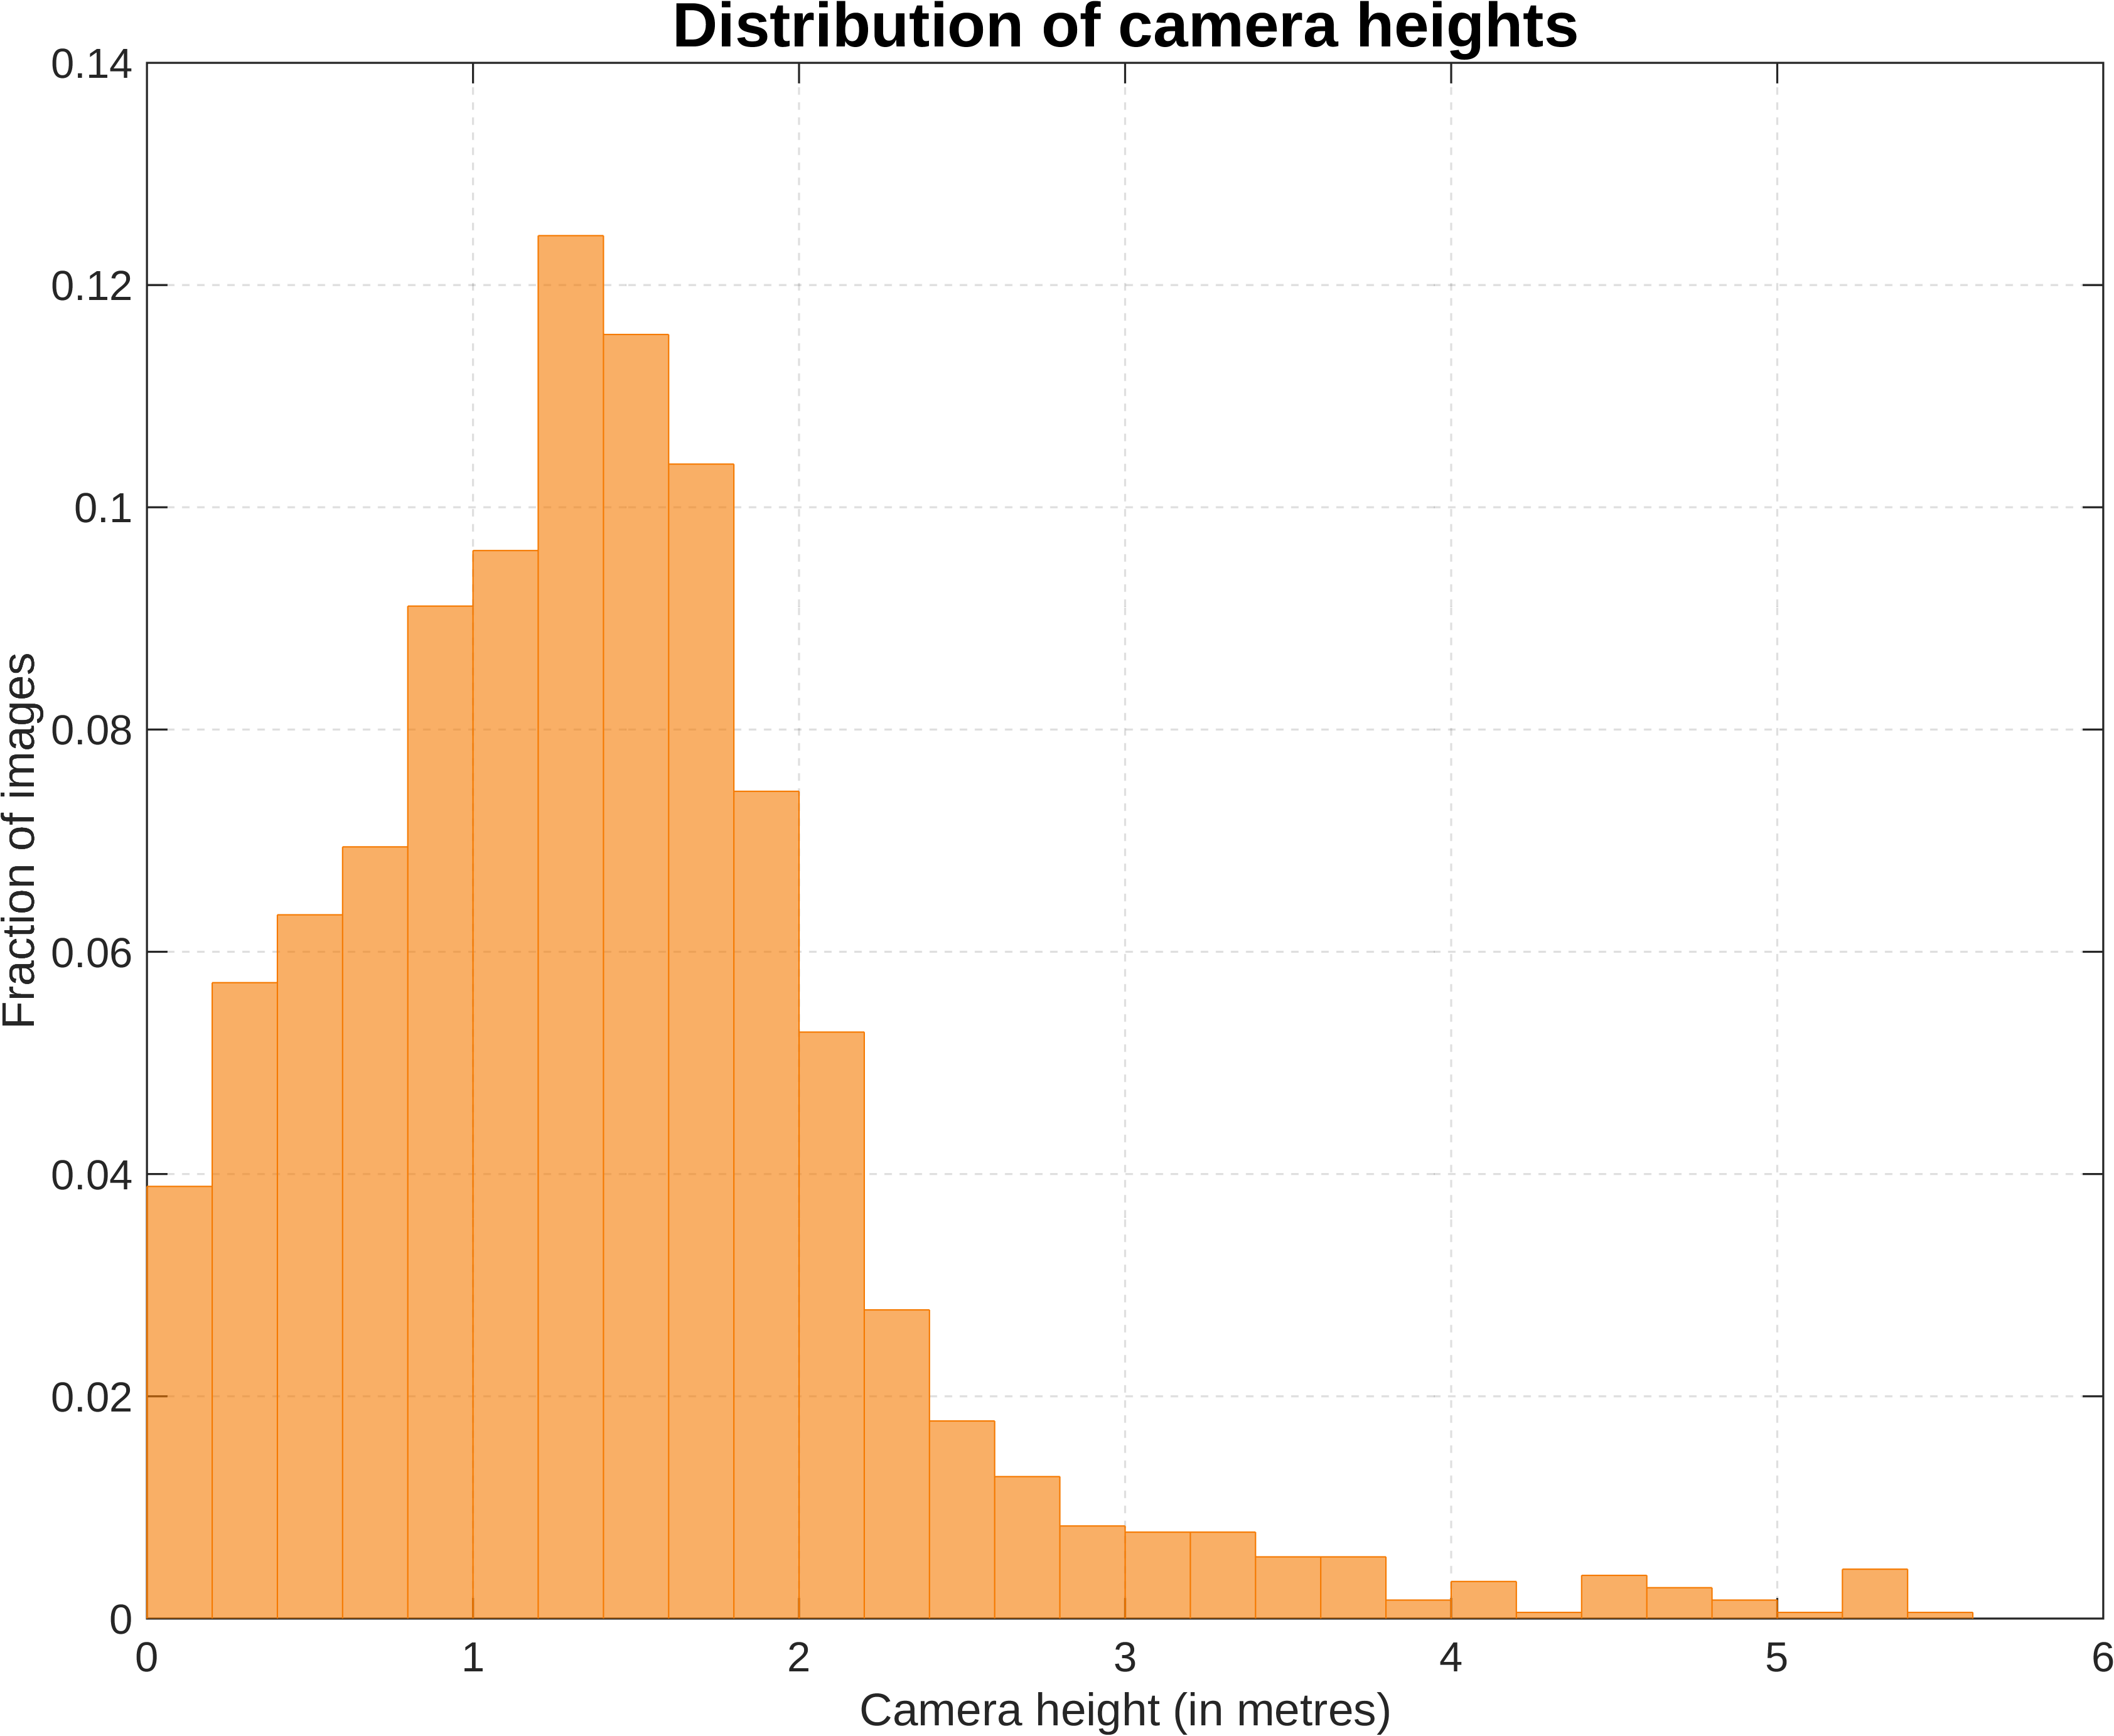 Distribution of camera heights
0.14
0.12
0.1
0.08
0.06
0.04
0.02
0
Fraction of images
0 1 2 3 4 5 6
Camera height (in metres)